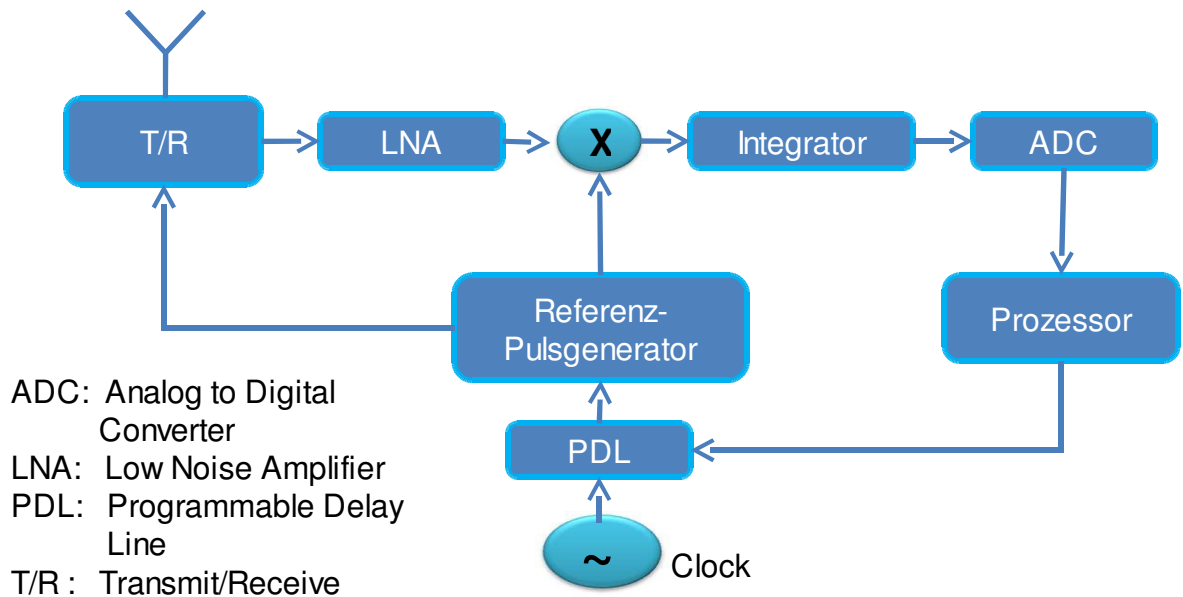 T/R
LNA
X
Integrator
ADC
Referenz-
Pulsgenerator
Prozessor
PDL
~
Clock
ADC: Analog to Digital
Converter
LNA: Low Noise Amplifier
PDL: Programmable Delay
Line
T/R : Transmit/Receive